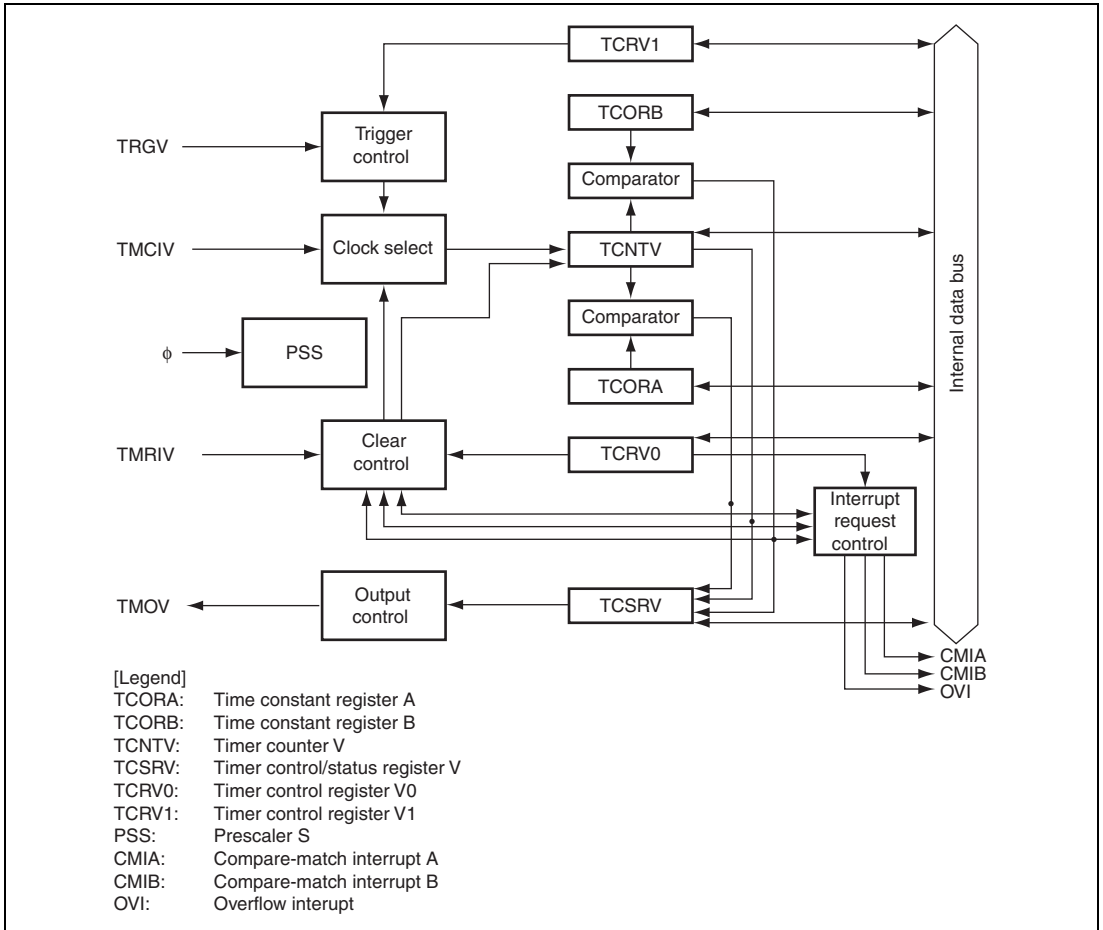 TCRV1
TCORB
Trigger
control
TRGV
Comparator
TMCIV
Clock select
TCNTV
Internal data bus
Comparator
ϕ
PSS
TCORA
TMRIV
Clear
control
TCRV0
Interrupt
request
control
TMOV
Output
control
TCSRV
CMIA
CMIB
OVI
[Legend]
TCORA: Time constant register A
TCORB: Time constant register B
TCNTV: Timer counter V
TCSRV: Timer control/status register V
TCRV0: Timer control register V0
TCRV1: Timer control register V1
PSS: Prescaler S
CMIA: Compare-match interrupt A
CMIB: Compare-match interrupt B
OVI: Overflow interupt